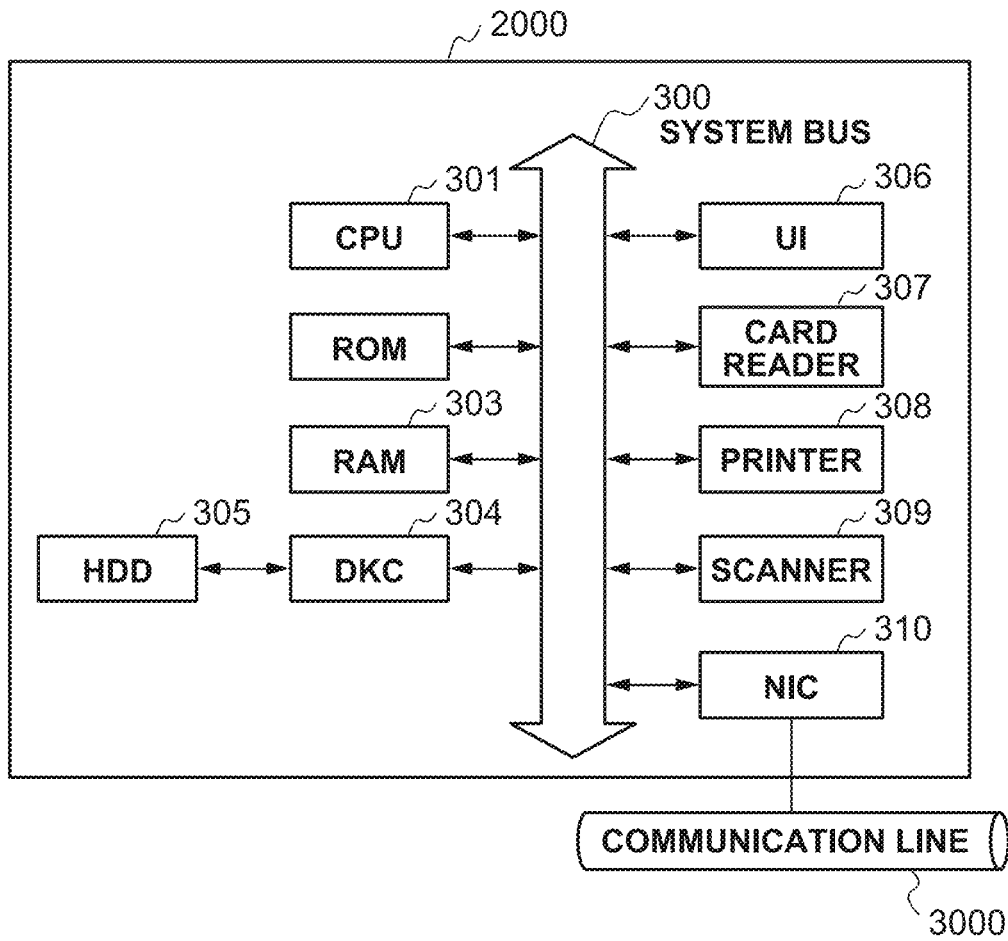 2000
300
SYSTEM BUS
301
306
CPU
UI
307
ROM
CARD
READER
303
308
RAM
PRINTER
305
304
309
HDD
DKC
SCANNER
310
NIC
COMMUNICATION LINE
3000